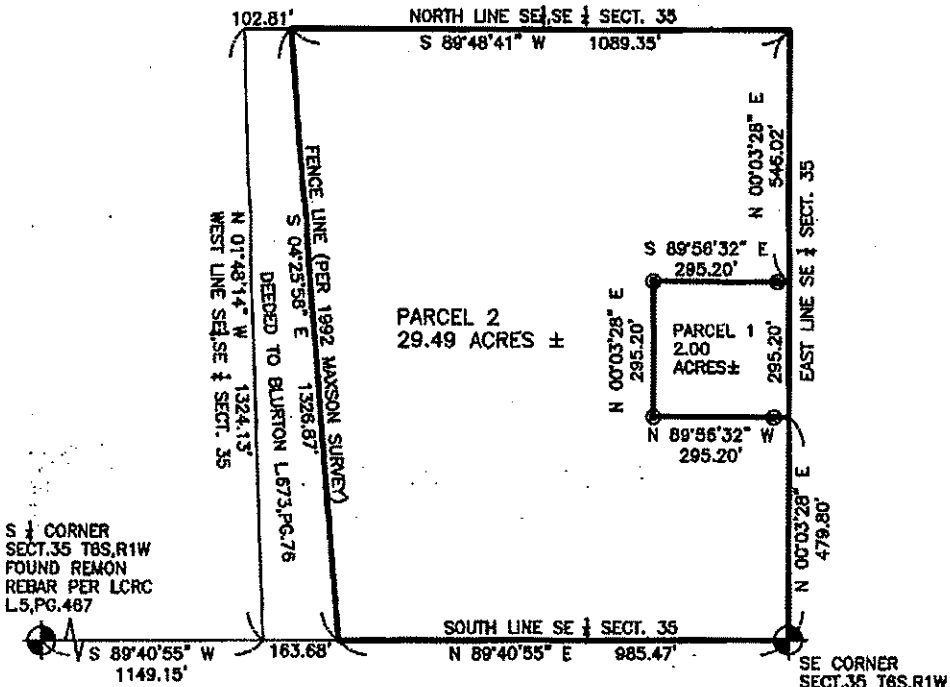 102.81'
NORTH LINE SE¼,SE ¼ SECT. 35
S 89°48'41" W 1089.35'
N 00°03'28" E
546.02'
EAST LINE SE ¼ SECT. 35
FENCE LINE (PER 1992 MAXSON SURVEY)
S 04°25'58" E 1326.87'
DEEDED TO BLURTON L.673,PG.76
N 01°48'14" W 1324.13'
WEST LINE SE¼,SE ¼ SECT. 35
S 89°56'32" E
295.20'
PARCEL 2
29.49 ACRES ±
N 00°03'28" E
295.20'
PARCEL 1
2.00
ACRES±
295.20'
N 89°56'32" W
295.20'
N 00°03'28" E
479.80'
S ¼ CORNER
SECT.35 T6S,R1W
FOUND REMON
REBAR PER LCRC
L.5,PG.467
SOUTH LINE SE ¼ SECT. 35
S 89°40'55" W
1149.15'
163.68'
N 89°40'55" E 985.47'
SE CORNER
SECT.35 T6S,R1W